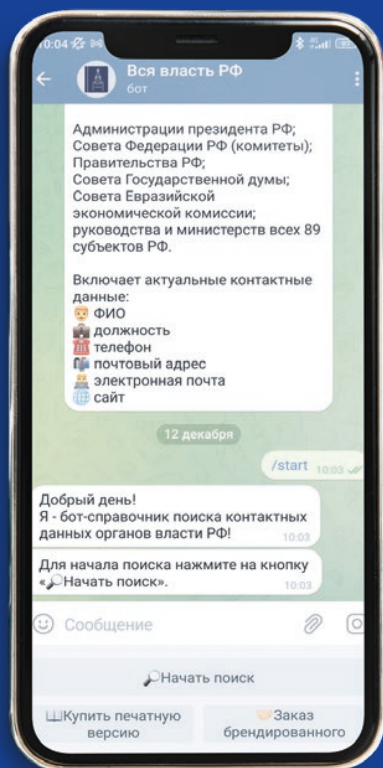 10:04
Вся власть РФ
бот
Администрации президента РФ;
Совета Федерации РФ (комитеты);
Правительства РФ;
Совета Государственной думы;
Совета Евразийской
экономической комиссии;
руководства и министерств всех 89
субъектов РФ.
Включает актуальные контактные
данные:
ФИО
должность
телефон
почтовый адрес
электронная почта
сайт
12 декабря
/start 10:03
Добрый день!
Я - бот-справочник поиска контактных
данных органов власти РФ!
10:03
Для начала поиска нажмите на кнопку
«🔎Начать поиск».
10:03
Сообщение
🔎Начать поиск
Купить печатную
версию
Заказ
брендированного